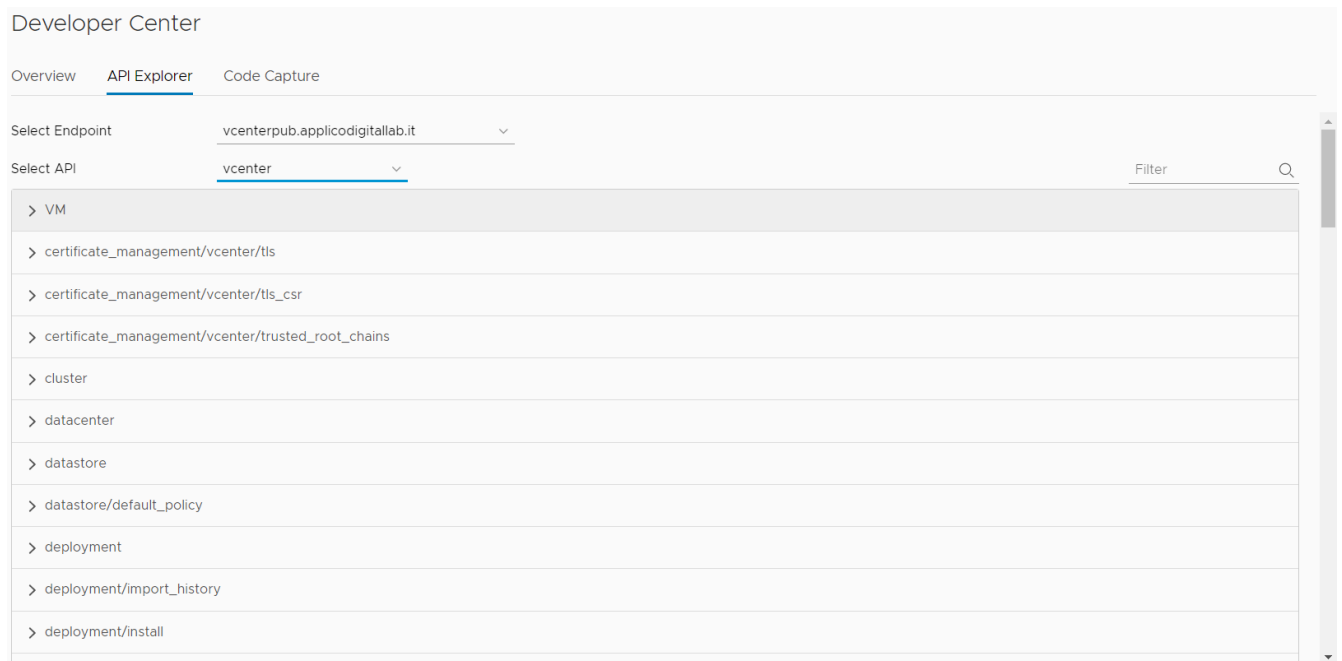 Developer Center
Overview API Explorer Code Capture
Select Endpoint vcenterpub.applicodigitallab.it
Select API vcenter Filter
VM
certificate_management/vcenter/tls
certificate_management/vcenter/tls_csr
certificate_management/vcenter/trusted_root_chains
cluster
datacenter
datastore
datastore/default_policy
deployment
deployment/import_history
deployment/install